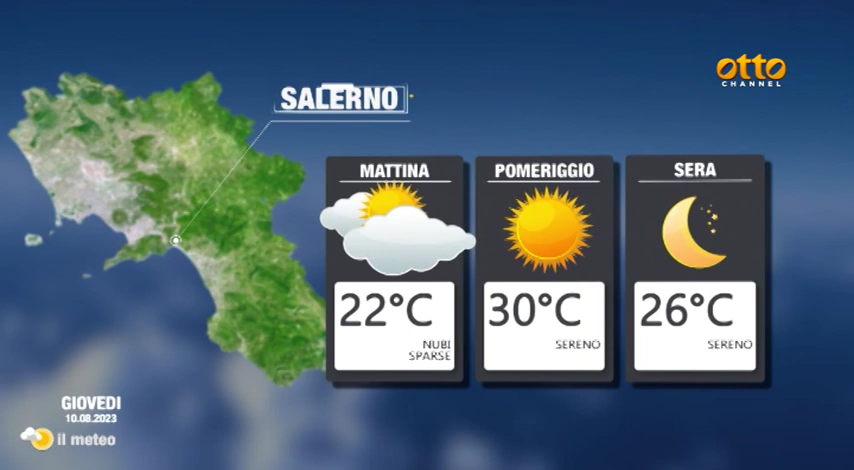 otto
CHANNEL
SALERNO
MATTINA
POMERIGGIO
SERA
22°C
NUBI
SPARSE
30°C
SERENO
26°C
SERENO
GIOVEDI
10.08.2023
il meteo